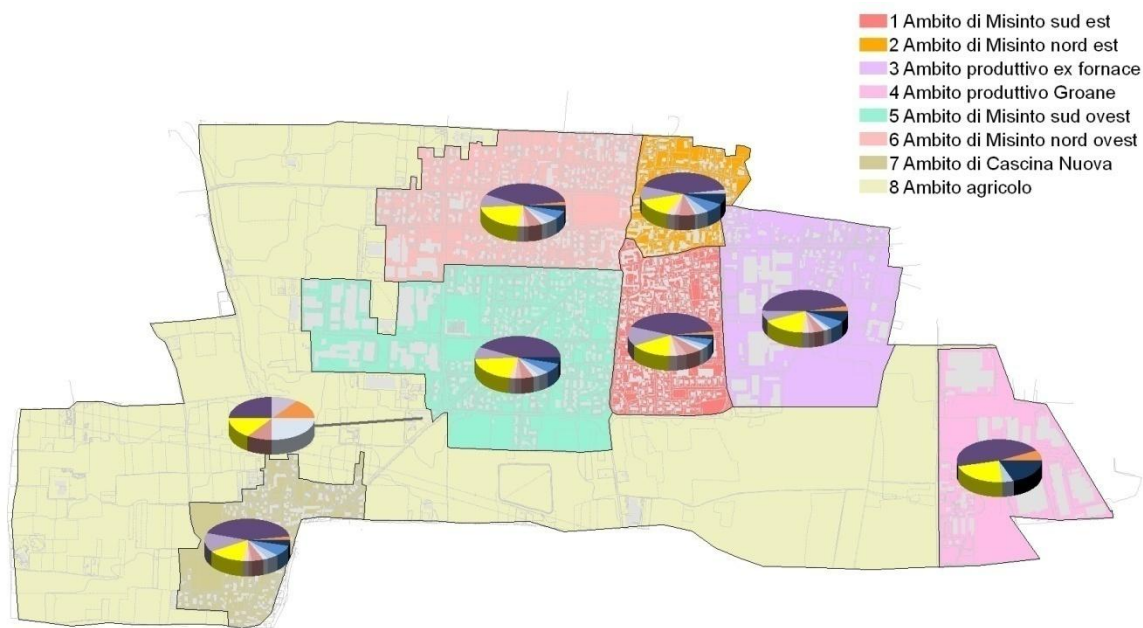 1 Ambito di Misinto sud est
2 Ambito di Misinto nord est
3 Ambito produttivo ex fornace
4 Ambito produttivo Groane
5 Ambito di Misinto sud ovest
6 Ambito di Misinto nord ovest
7 Ambito di Cascina Nuova
8 Ambito agricolo